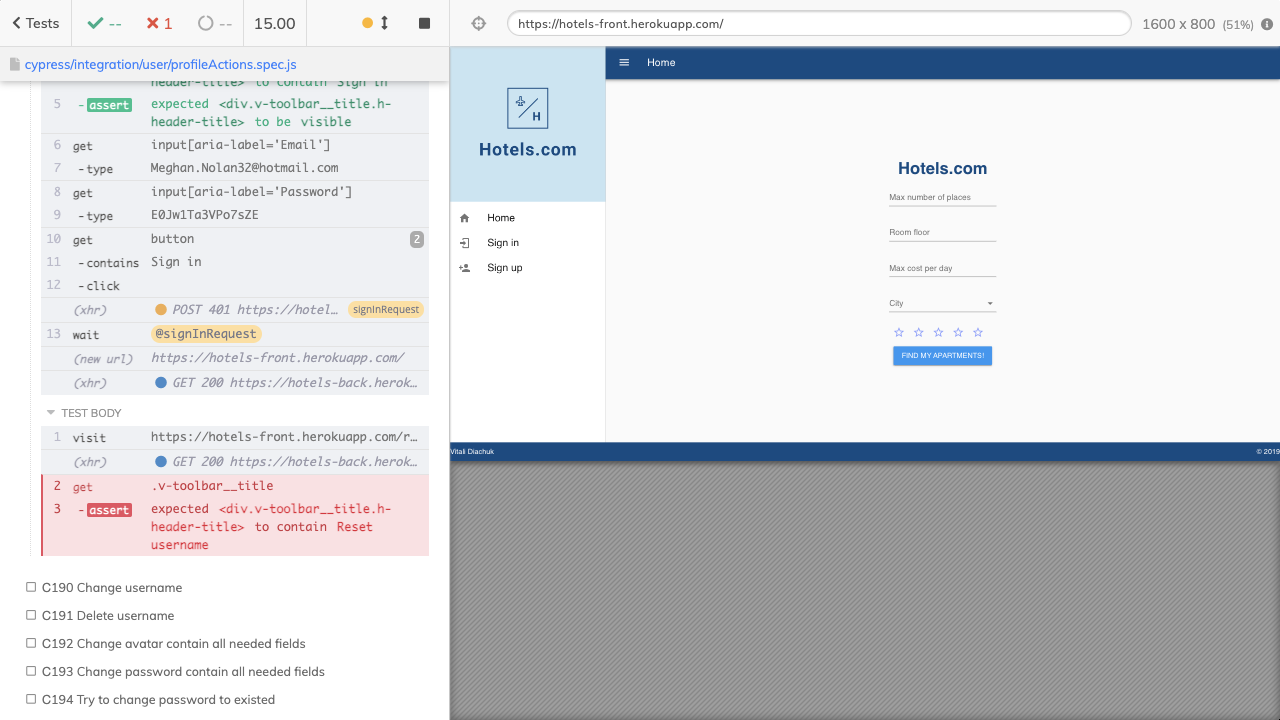 Tests
--
1
--
15.00
https://hotels-front.herokuapp.com/
1600 x 800 (51%)
cypress/integration/user/profileActions.spec.js
header-title> to contain Sign in
5 -assert expected <div.v-toolbar__title.h-
header-title> to be visible
6 get input[aria-label='Email']
7 -type Meghan.Nolan32@hotmail.com
8 get input[aria-label='Password']
9 -type E0Jw1Ta3VPo7sZE
10 get button 2
11 -contains Sign in
12 -click
(xhr) POST 401 https://hotel... signInRequest
13 wait @signInRequest
(new url) https://hotels-front.herokuapp.com/
(xhr) GET 200 https://hotels-back.herok...
TEST BODY
1 visit https://hotels-front.herokuapp.com/r...
(xhr) GET 200 https://hotels-back.herok...
2 get .v-toolbar__title
3 -assert expected <div.v-toolbar__title.h-
header-title> to contain Reset
username
C190 Change username
C191 Delete username
C192 Change avatar contain all needed fields
C193 Change password contain all needed fields
C194 Try to change password to existed
H
Hotels.com
Home
Sign in
Sign up
Home
Hotels.com
Max number of places
Room floor
Max cost per day
City
FIND MY APARTMENTS!
Vitali Diachuk
© 2019